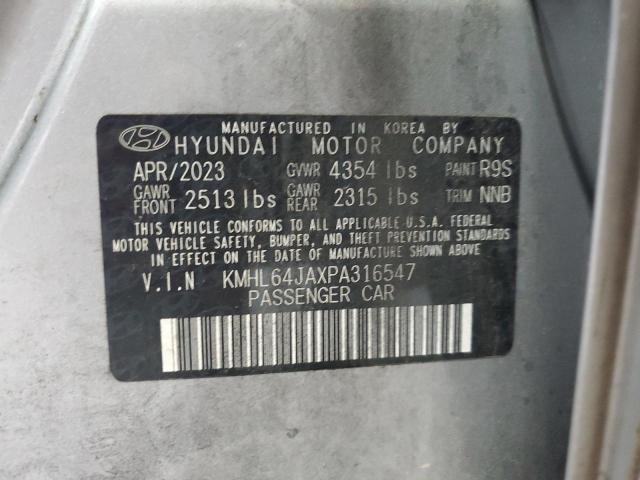 MANUFACTURED IN KOREA BY
HYUNDAI MOTOR COMPANY
APR/2023 GVWR 4354 lbs PAINT R9S
GAWR FRONT 2513 lbs GAWR REAR 2315 lbs TRIM NNB
THIS VEHICLE CONFORMS TO ALL APPLICABLE U.S.A. FEDERAL
MOTOR VEHICLE SAFETY, BUMPER, AND THEFT PREVENTION STANDARDS
IN EFFECT ON THE DATE OF MANUFACTURE SHOWN ABOVE
V.I.N KMHL64JAXPA316547
PASSENGER CAR